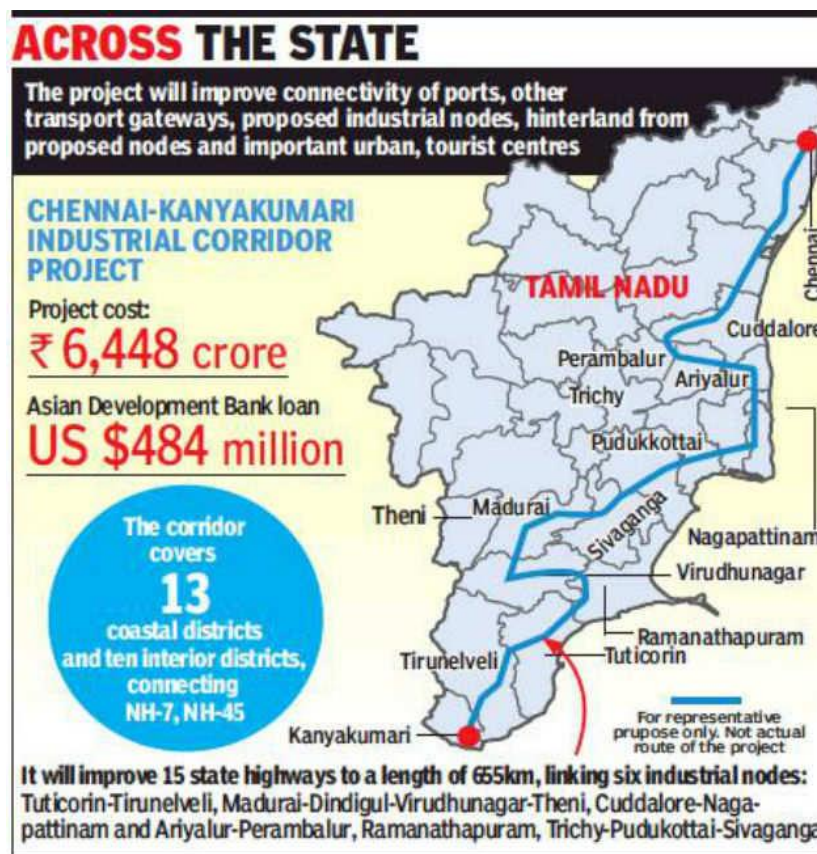 ACROSS THE STATE
The project will improve connectivity of ports, other
transport gateways, proposed industrial nodes, hinterland from
proposed nodes and important urban, tourist centres
CHENNAI-KANYAKUMARI
INDUSTRIAL CORRIDOR
PROJECT
Project cost:
₹ 6,448 crore
Asian Development Bank loan
US $484 million
The corridor
covers
13
coastal districts
and ten interior districts,
connecting
NH-7, NH-45
TAMIL NADU
Chennai
Cuddalore
Perambalur
Ariyalur
Trichy
Pudukkottai
Theni
Madurai
Sivaganga
Nagapattinam
Virudhunagar
Ramanathapuram
Tuticorin
Tirunelveli
Kanyakumari
For representative
prupose only. Not actual
route of the project
It will improve 15 state highways to a length of 655km, linking six industrial nodes:
Tuticorin-Tirunelveli, Madurai-Dindigul-Virudhunagar-Theni, Cuddalore-Naga-
pattinam and Ariyalur-Perambalur, Ramanathapuram, Trichy-Pudukottai-Sivaganga